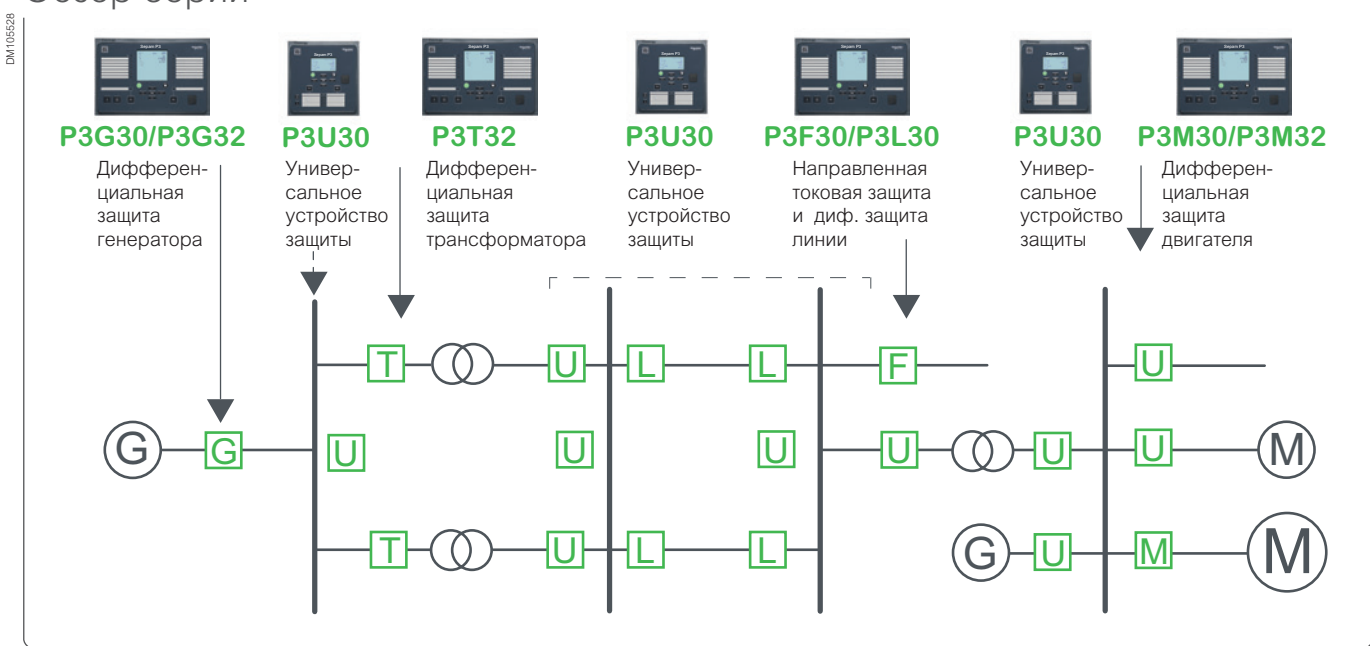 DM105528
Sepam P3
Sepam P3
Sepam P3
Sepam P3
Sepam P3
Sepam P3
Sepam P3
P3G30/P3G32
Дифферен-
циальная
защита
генератора
P3U30
Универ-
сальное
устройство
защиты
P3T32
Дифферен-
циальная
защита
трансформатора
P3U30
Универ-
сальное
устройство
защиты
P3F30/P3L30
Направленная
токовая защита
и диф. защита
линии
P3U30
Универ-
сальное
устройство
защиты
P3M30/P3M32
Дифферен-
циальная
защита
двигателя
T U L L F U
G G U U U U U U M
T U L L G U M M